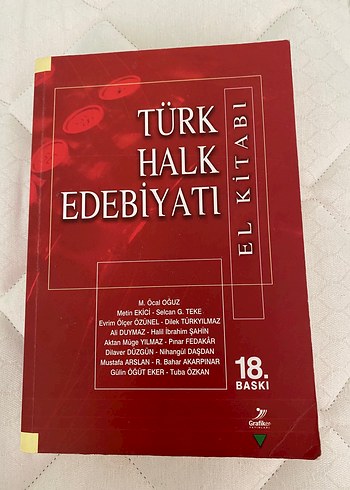 TÜRK
HALK
EDEBİYATI
EL KİTABI
M. Öcal OĞUZ
Metin EKİCİ - Selcan G. TEKE
Evrim Ölçer ÖZÜNEL - Dilek TÜRKYILMAZ
Ali DUYMAZ - Halil İbrahim ŞAHİN
Aktan Müge YILMAZ - Pınar FEDAKÂR
Dilaver DÜZGÜN - Nihangül DAŞDAN
Mustafa ARSLAN - R. Bahar AKARPINAR
Gülin ÖĞÜT EKER - Tuba ÖZKAN
18.
BASKI
Grafiker
YAYINLARI